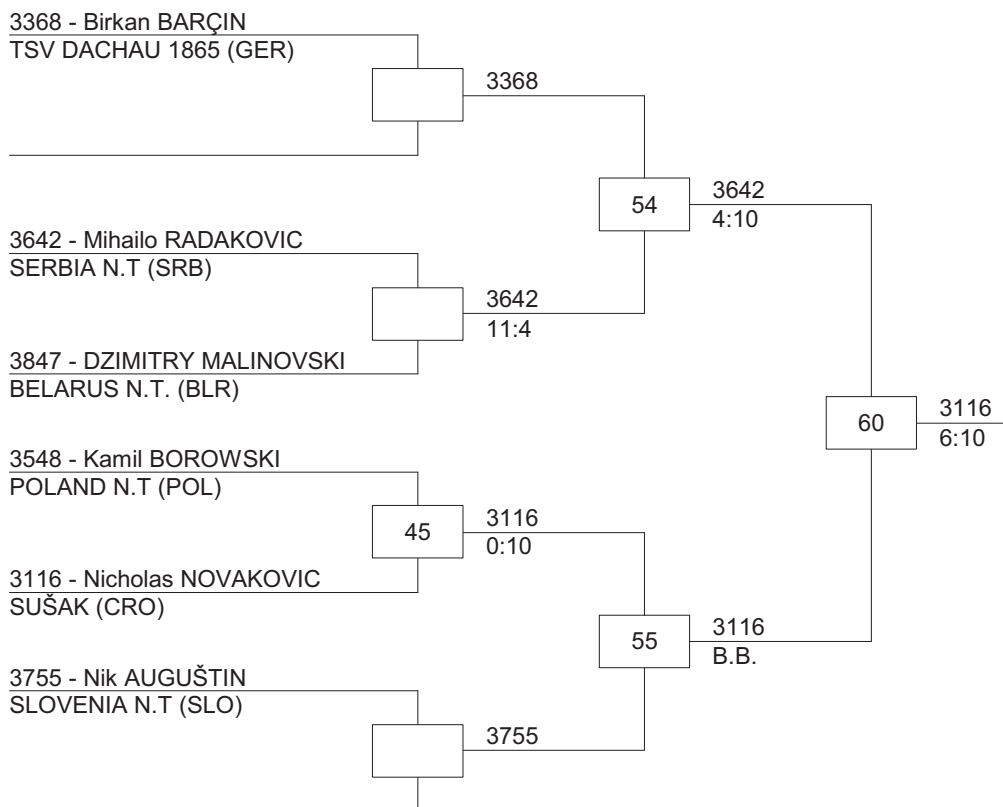 3368 - Birkan BARÇIN
TSV DACHAU 1865 (GER)
3368
54
3642
4:10
3642 - Mihailo RADAKOVIC
SERBIA N.T (SRB)
3642
11:4
3847 - DZIMITRY MALINOVSKI
BELARUS N.T. (BLR)
60
3116
6:10
3548 - Kamil BOROWSKI
POLAND N.T (POL)
45
3116
0:10
3116 - Nicholas NOVAKOVIC
SUŠAK (CRO)
55
3116
B.B.
3755 - Nik AUGUŠTIN
SLOVENIA N.T (SLO)
3755